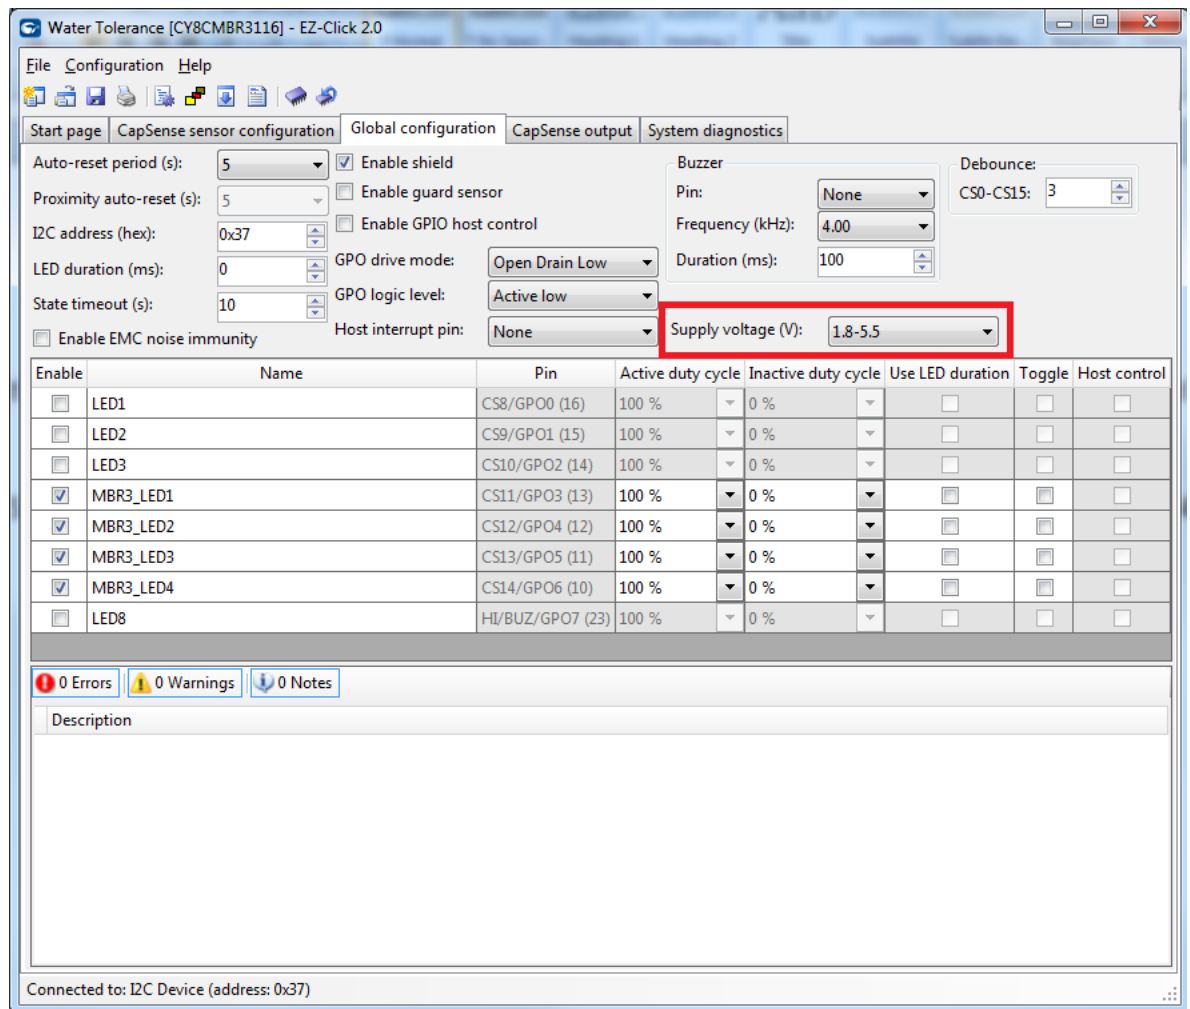 Water Tolerance [CY8CMBR3116] - EZ-Click 2.0
File Configuration Help
Start page CapSense sensor configuration Global configuration CapSense output System diagnostics
Auto-reset period (s): 5
Proximity auto-reset (s): 5
I2C address (hex): 0x37
LED duration (ms): 0
State timeout (s): 10
Enable EMC noise immunity
Enable shield
Enable guard sensor
Enable GPIO host control
GPO drive mode: Open Drain Low
GPO logic level: Active low
Host interrupt pin: None
Buzzer
Pin: None
Frequency (kHz): 4.00
Duration (ms): 100
Debounce:
CS0-CS15: 3
Supply voltage (V): 1.8-5.5
Enable Name Pin Active duty cycle Inactive duty cycle Use LED duration Toggle Host control
LED1 CS8/GPO0 (16) 100 % 0 %
LED2 CS9/GPO1 (15) 100 % 0 %
LED3 CS10/GPO2 (14) 100 % 0 %
MBR3_LED1 CS11/GPO3 (13) 100 % 0 %
MBR3_LED2 CS12/GPO4 (12) 100 % 0 %
MBR3_LED3 CS13/GPO5 (11) 100 % 0 %
MBR3_LED4 CS14/GPO6 (10) 100 % 0 %
LED8 HI/BUZ/GPO7 (23) 100 % 0 %
0 Errors 0 Warnings 0 Notes
Description
Connected to: I2C Device (address: 0x37)